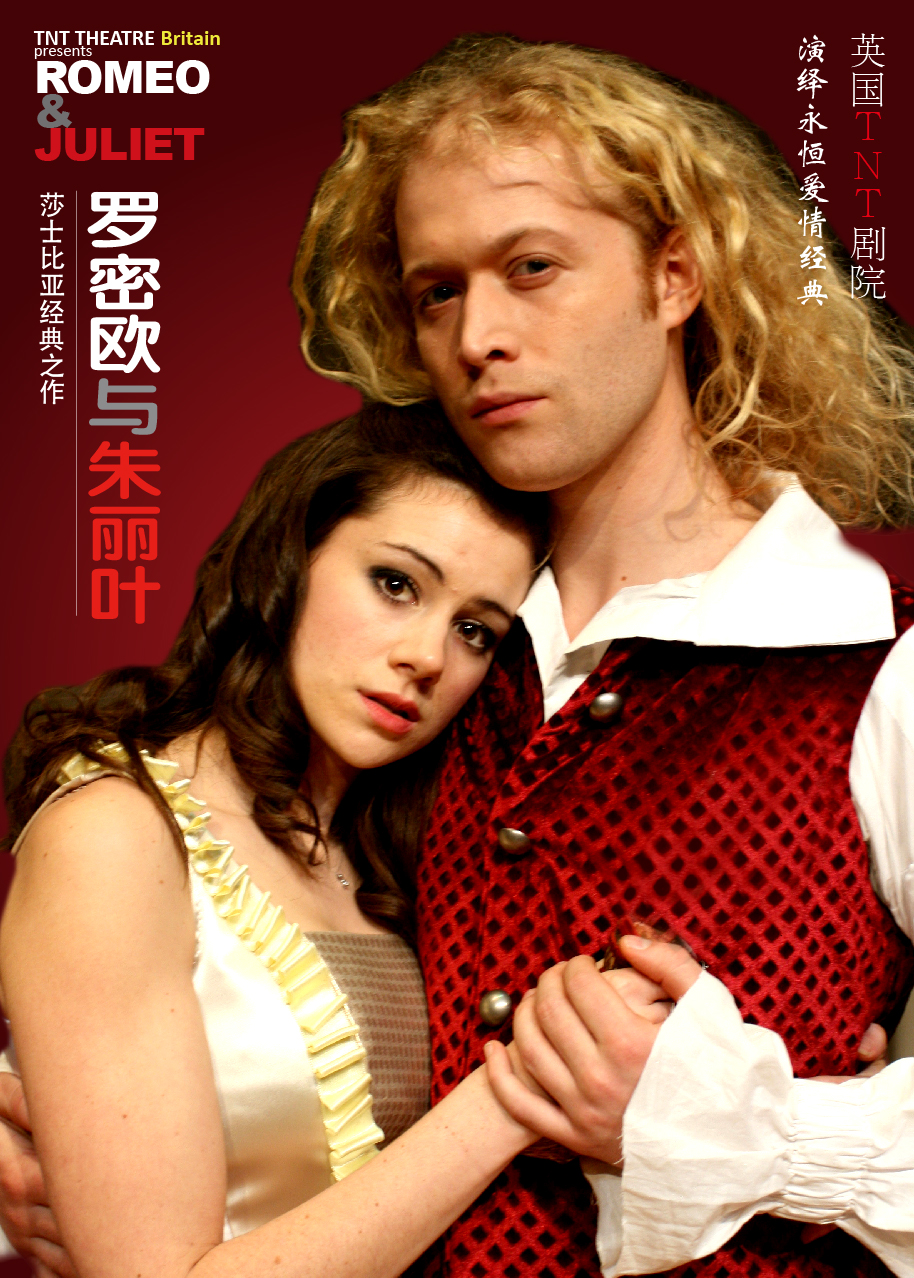 TNT THEATRE Britain
presents
ROMEO
&
JULIET
罗密欧与朱丽叶
莎士比亚经典之作
英国TNT剧院
演绎永恒爱情经典